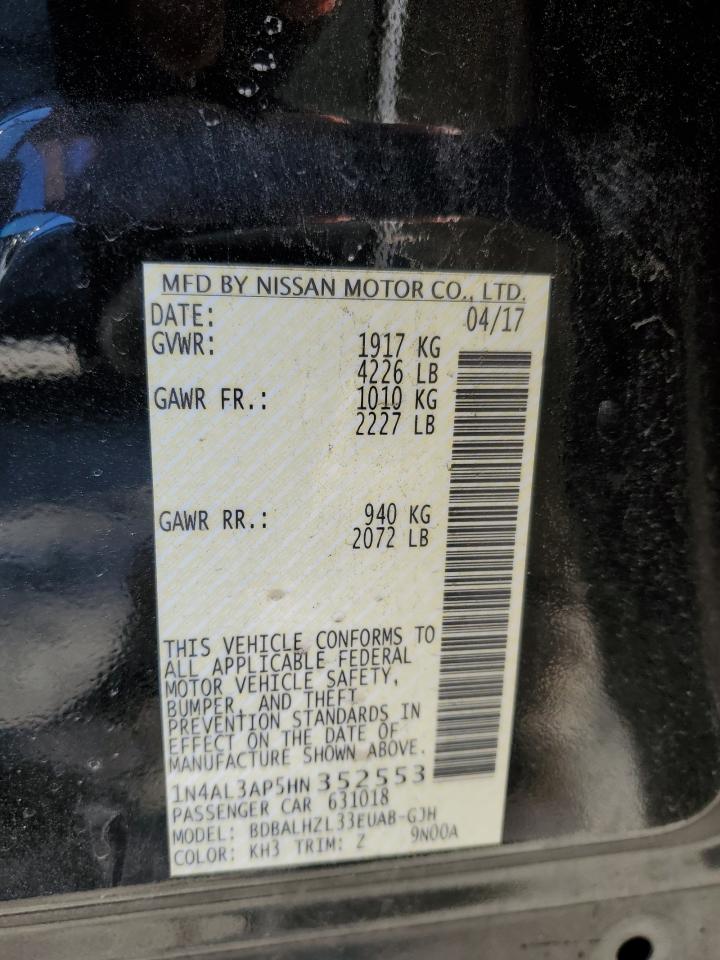 MFD BY NISSAN MOTOR CO., LTD.
DATE: 04/17
GVWR: 1917 KG
4226 LB
GAWR FR.: 1010 KG
2227 LB
GAWR RR.: 940 KG
2072 LB
THIS VEHICLE CONFORMS TO
ALL APPLICABLE FEDERAL
MOTOR VEHICLE SAFETY,
BUMPER, AND THEFT
PREVENTION STANDARDS IN
EFFECT ON THE DATE OF
MANUFACTURE SHOWN ABOVE.
1N4AL3AP5HN352553
PASSENGER CAR 631018
MODEL: BDBALHZL33EUAB-GJH
COLOR: KH3 TRIM: Z 9N00A